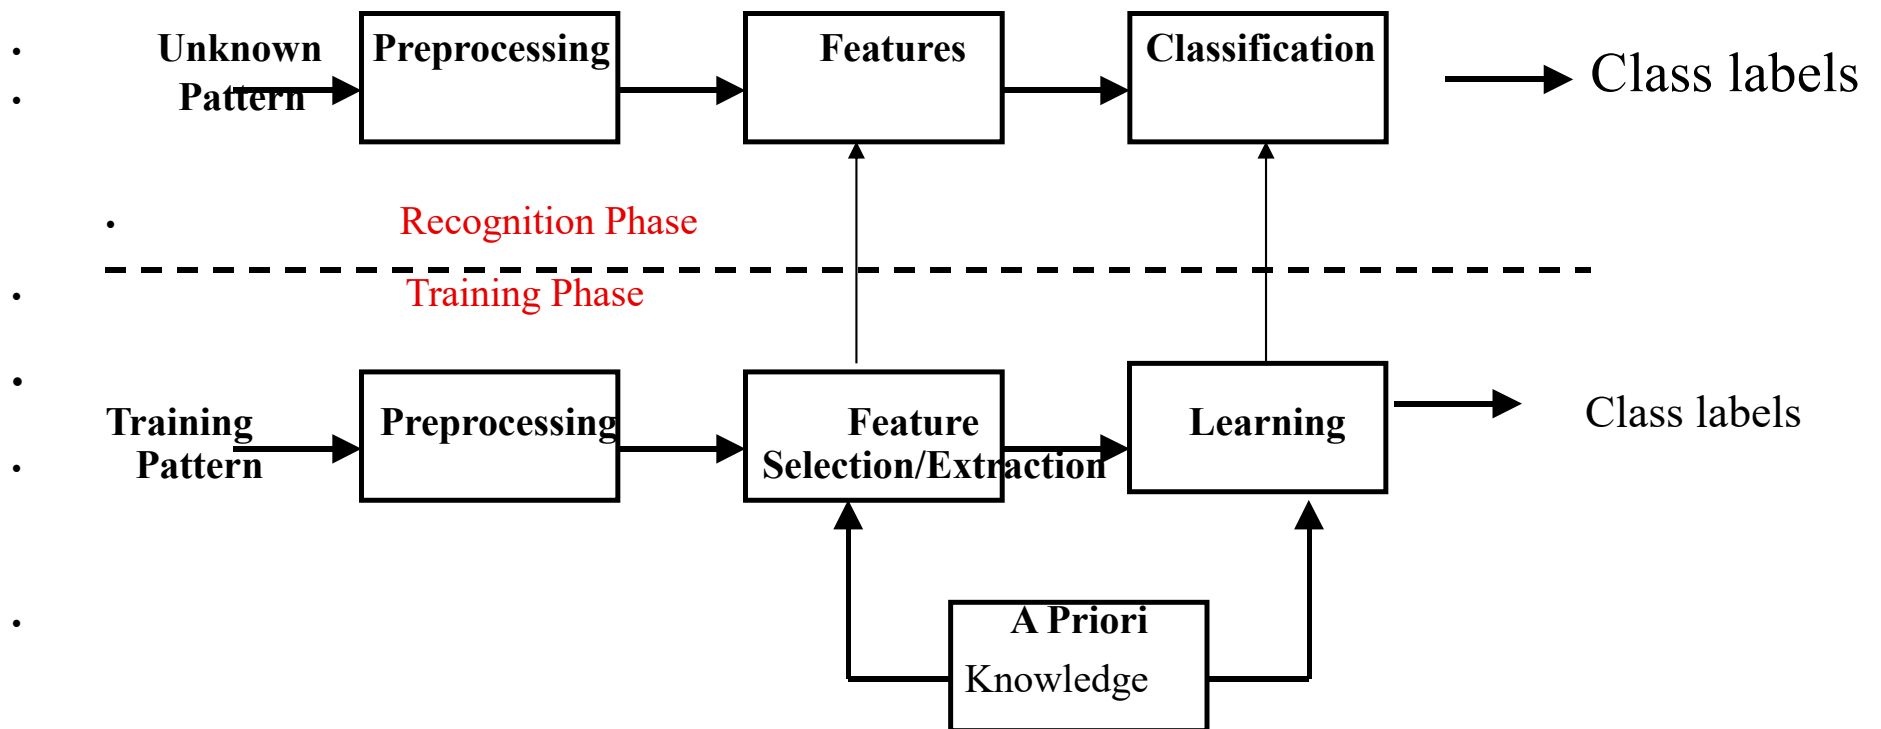 Unknown
Pattern
Preprocessing
Features
Classification
Class labels
Recognition Phase
Training Phase
Training
Pattern
Preprocessing
Feature
Selection/Extraction
Learning
Class labels
A Priori
Knowledge